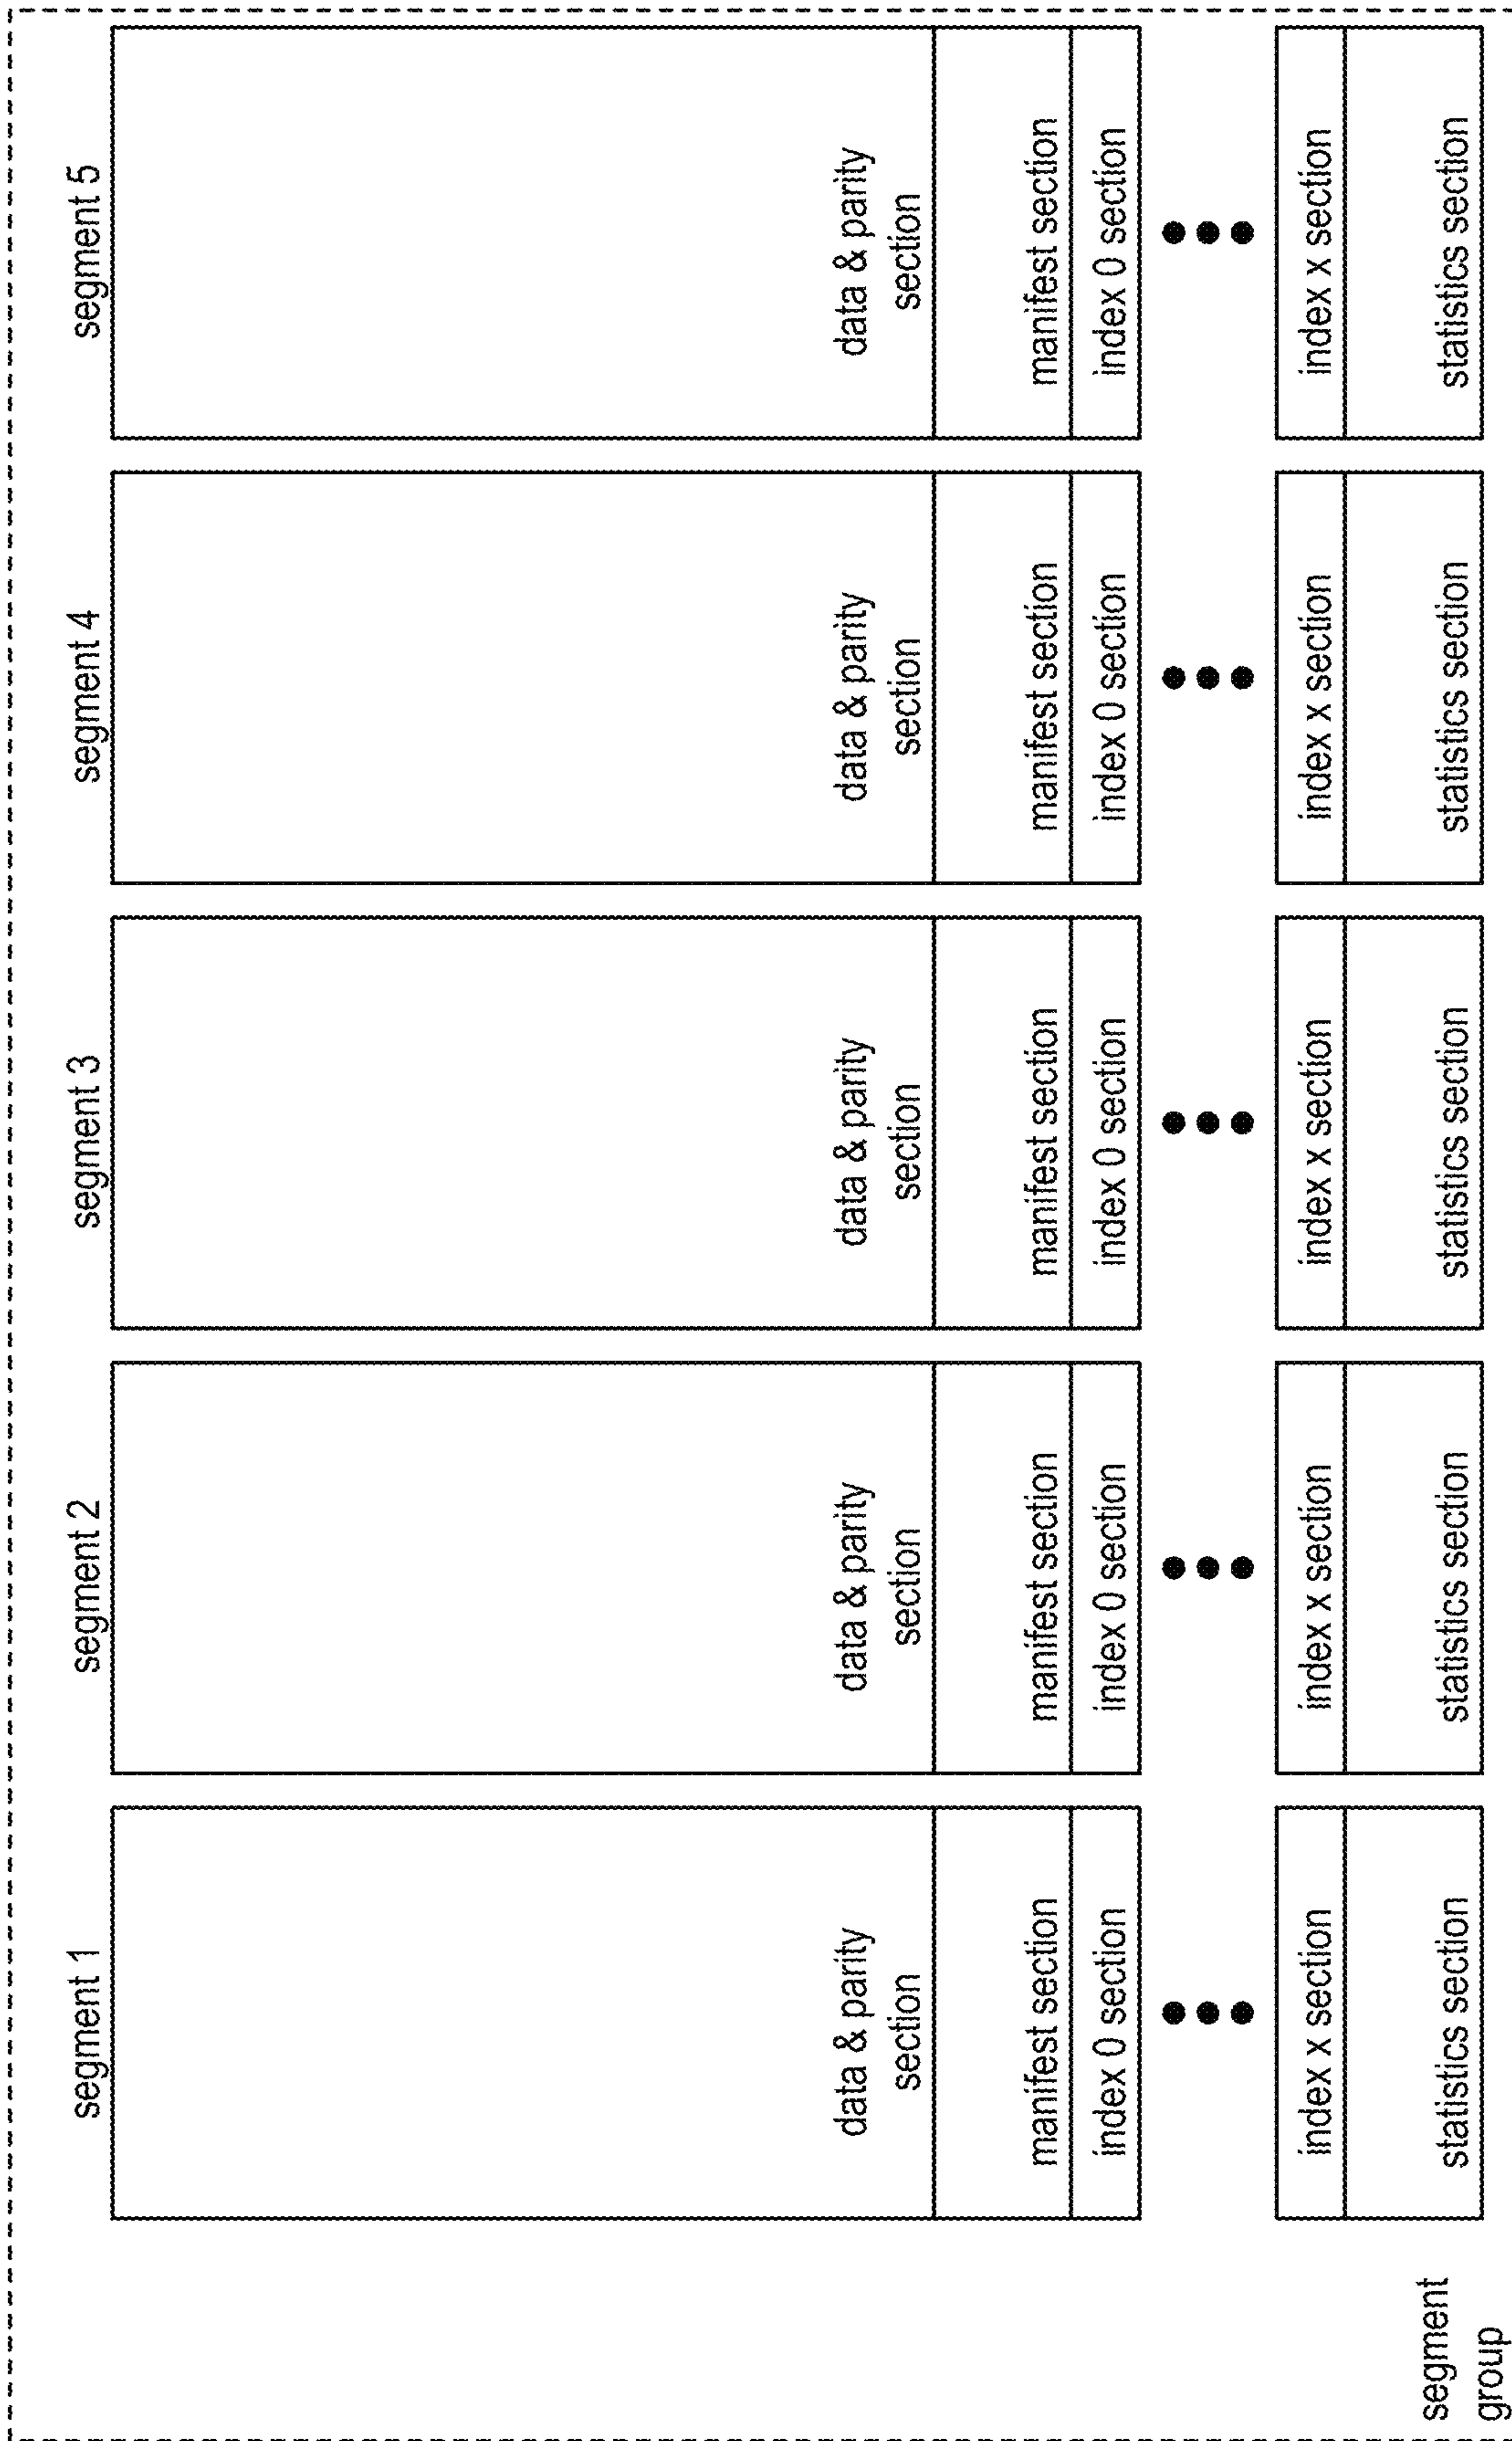 segment 1
data & parity
section
manifest section
index 0 section
index x section
statistics section
segment 2
data & parity
section
manifest section
index 0 section
index x section
statistics section
segment 3
data & parity
section
manifest section
index 0 section
index x section
statistics section
segment 4
data & parity
section
manifest section
index 0 section
index x section
statistics section
segment 5
data & parity
section
manifest section
index 0 section
index x section
statistics section
segment
group